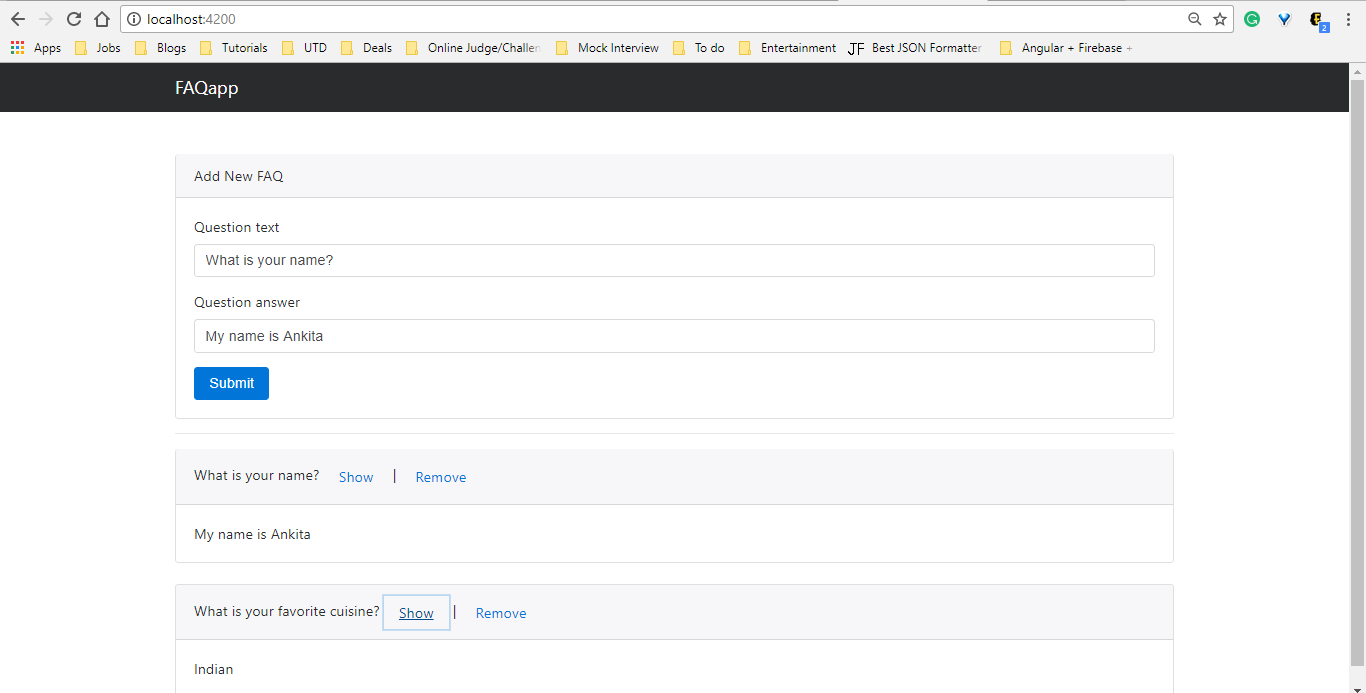 localhost:4200
Apps Jobs Blogs Tutorials UTD Deals Online Judge/Challen Mock Interview To do Entertainment JF Best JSON Formatter Angular + Firebase +
2
FAQapp
Add New FAQ
Question text
What is your name?
Question answer
My name is Ankita
Submit
What is your name? Show | Remove
My name is Ankita
What is your favorite cuisine? Show | Remove
Indian